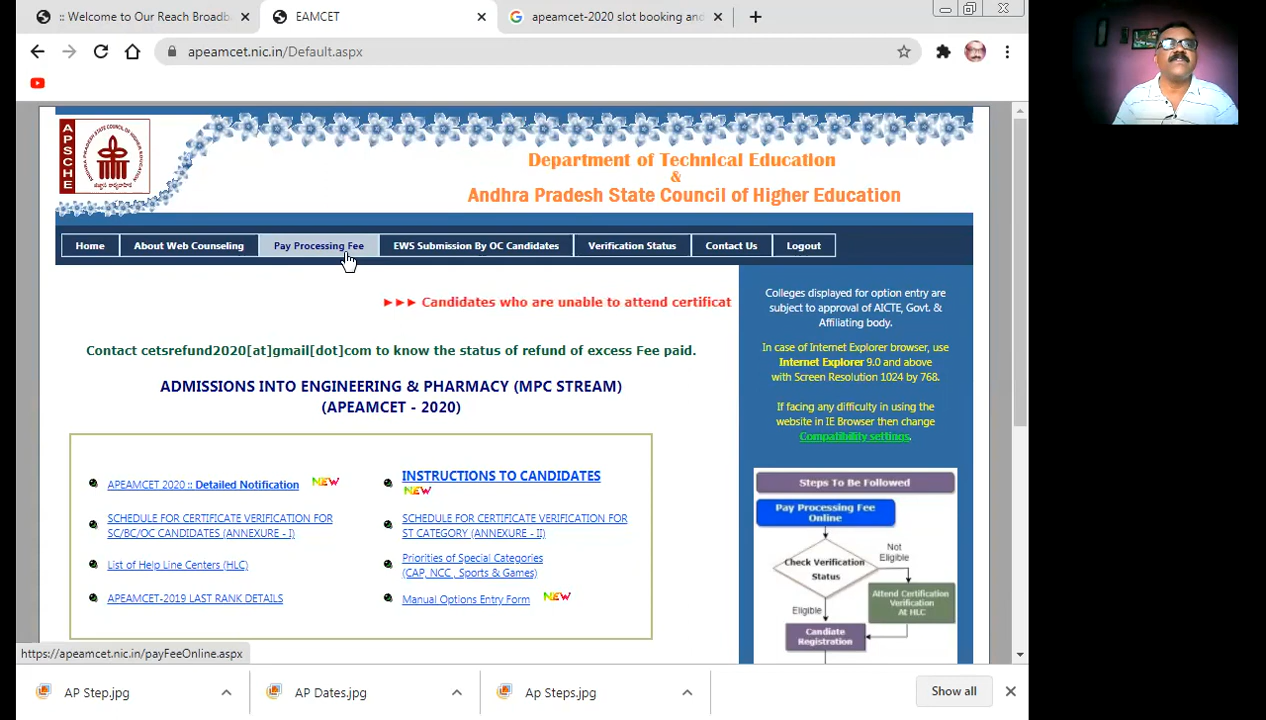 :: Welcome to Our Reach Broadb
EAMCET
apeamcet-2020 slot booking and
apeamcet.nic.in/Default.aspx
APSCHE
Department of Technical Education
&
Andhra Pradesh State Council of Higher Education
Home
About Web Counseling
Pay Processing Fee
EWS Submission By OC Candidates
Verification Status
Contact Us
Logout
►►► Candidates who are unable to attend certificat
Contact cetsrefund2020[at]gmail[dot]com to know the status of refund of excess Fee paid.
ADMISSIONS INTO ENGINEERING & PHARMACY (MPC STREAM)
(APEAMCET - 2020)
APEAMCET 2020 :: Detailed Notification NEW
INSTRUCTIONS TO CANDIDATES
NEW
SCHEDULE FOR CERTIFICATE VERIFICATION FOR
SC/BC/OC CANDIDATES (ANNEXURE - I)
SCHEDULE FOR CERTIFICATE VERIFICATION FOR
ST CATEGORY (ANNEXURE - II)
List of Help Line Centers (HLC)
Priorities of Special Categories
(CAP, NCC , Sports & Games)
APEAMCET-2019 LAST RANK DETAILS
Manual Options Entry Form NEW
Colleges displayed for option entry are
subject to approval of AICTE, Govt. &
Affiliating body.
In case of Internet Explorer browser, use
Internet Explorer 9.0 and above
with Screen Resolution 1024 by 768.
If facing any difficulty in using the
website in IE Browser then change
Compatibility settings.
Steps To Be Followed
Pay Processing Fee
Online
Check Verification
Status
Not
Eligible
Attend Certification
Verification
At HLC
Eligible
Candiate
Registration
https://apeamcet.nic.in/payFeeOnline.aspx
AP Step.jpg
AP Dates.jpg
Ap Steps.jpg
Show all